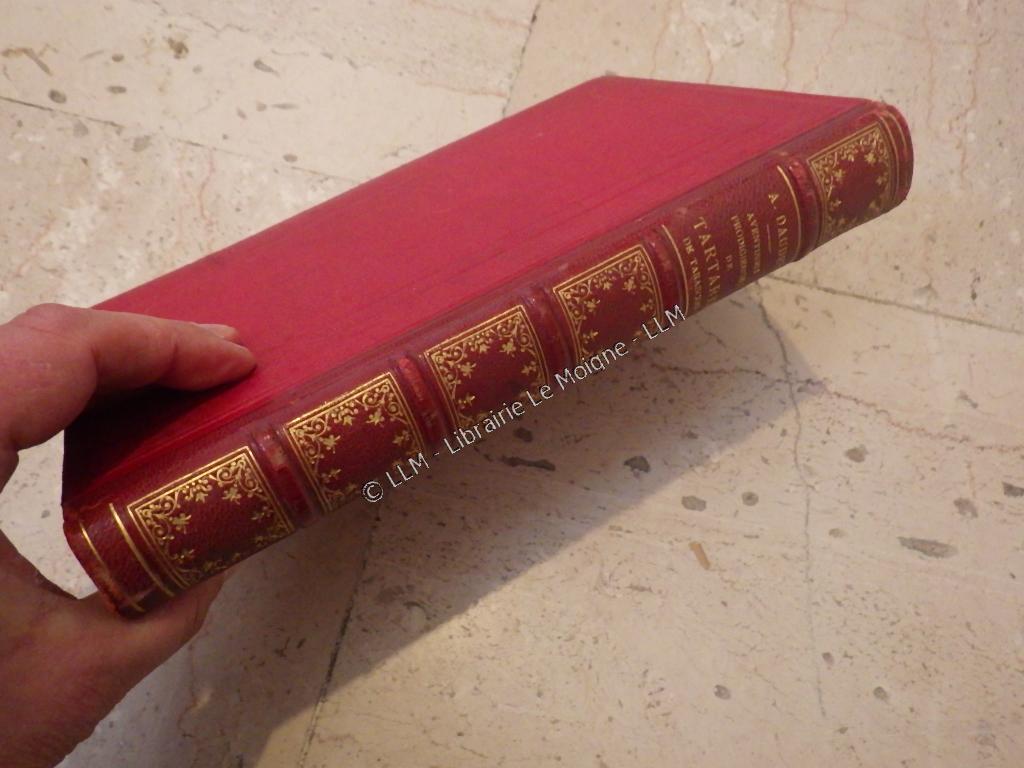 A. DAUDET
AVENTURES
PRODIGIEUSES
DE
TARTARIN
DE TARASCON
© LLM - Librairie Le Moigne - LLM